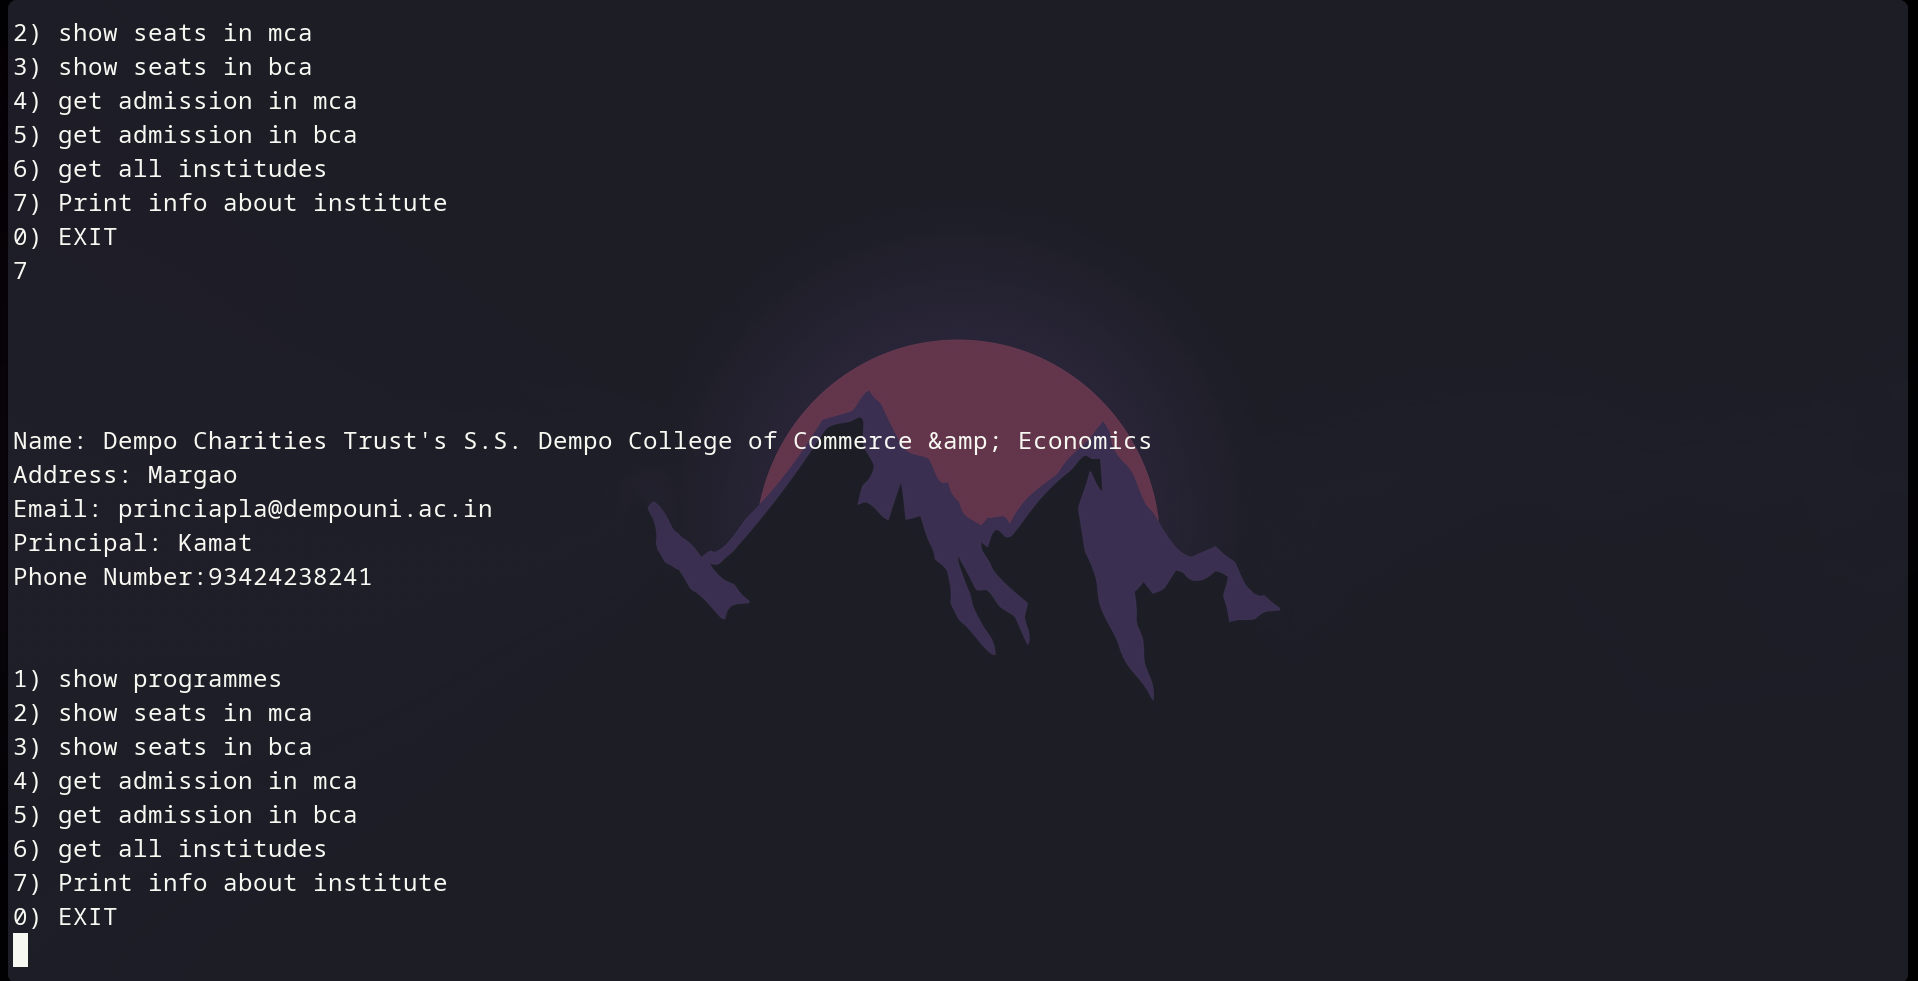 2) show seats in mca
3) show seats in bca
4) get admission in mca
5) get admission in bca
6) get all institudes
7) Print info about institute
0) EXIT
7
Name: Dempo Charities Trust's S.S. Dempo College of Commerce &amp; Economics
Address: Margao
Email: princiapla@dempouni.ac.in
Principal: Kamat
Phone Number:93424238241
1) show programmes
2) show seats in mca
3) show seats in bca
4) get admission in mca
5) get admission in bca
6) get all institudes
7) Print info about institute
0) EXIT